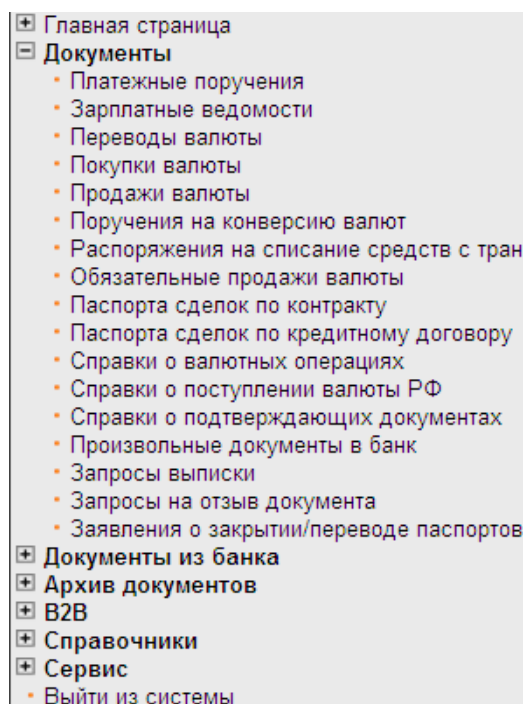 Главная страница
Документы
Платежные поручения
Зарплатные ведомости
Переводы валюты
Покупки валюты
Продажи валюты
Поручения на конверсию валют
Распоряжения на списание средств с тран
Обязательные продажи валюты
Паспорта сделок по контракту
Паспорта сделок по кредитному договору
Справки о валютных операциях
Справки о поступлении валюты РФ
Справки о подтверждающих документах
Произвольные документы в банк
Запросы выписки
Запросы на отзыв документа
Заявления о закрытии/переводе паспортов
Документы из банка
Архив документов
B2B
Справочники
Сервис
Выйти из системы